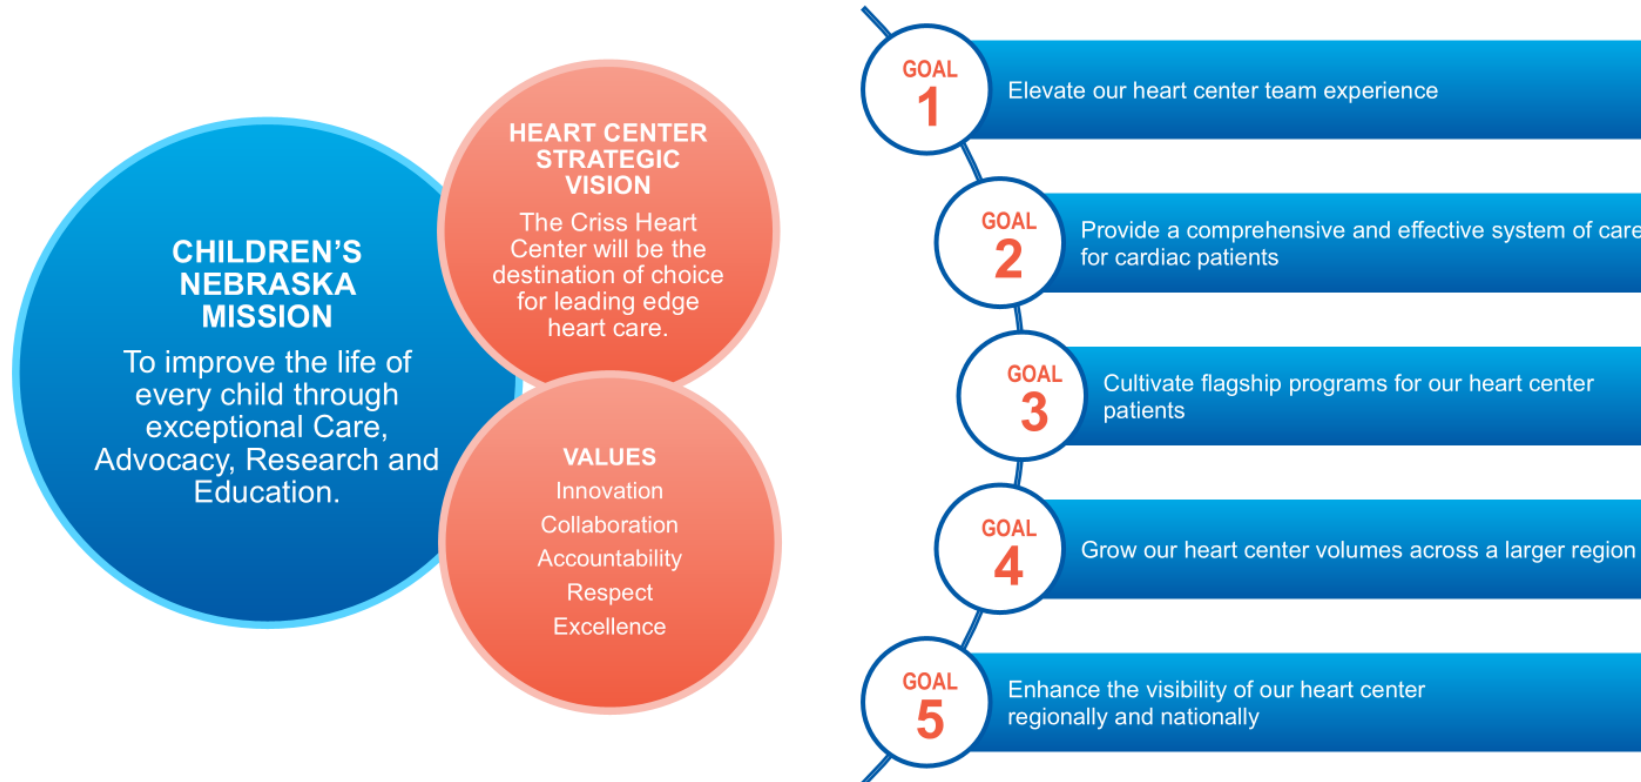 CHILDREN'S
NEBRASKA
MISSION
To improve the life of
every child through
exceptional Care,
Advocacy, Research and
Education.
HEART CENTER
STRATEGIC
VISION
The Criss Heart
Center will be the
destination of choice
for leading edge
heart care.
VALUES
Innovation
Collaboration
Accountability
Respect
Excellence
GOAL
1
Elevate our heart center team experience
GOAL
2
Provide a comprehensive and effective system of care
for cardiac patients
GOAL
3
Cultivate flagship programs for our heart center
patients
GOAL
4
Grow our heart center volumes across a larger region
GOAL
5
Enhance the visibility of our heart center
regionally and nationally